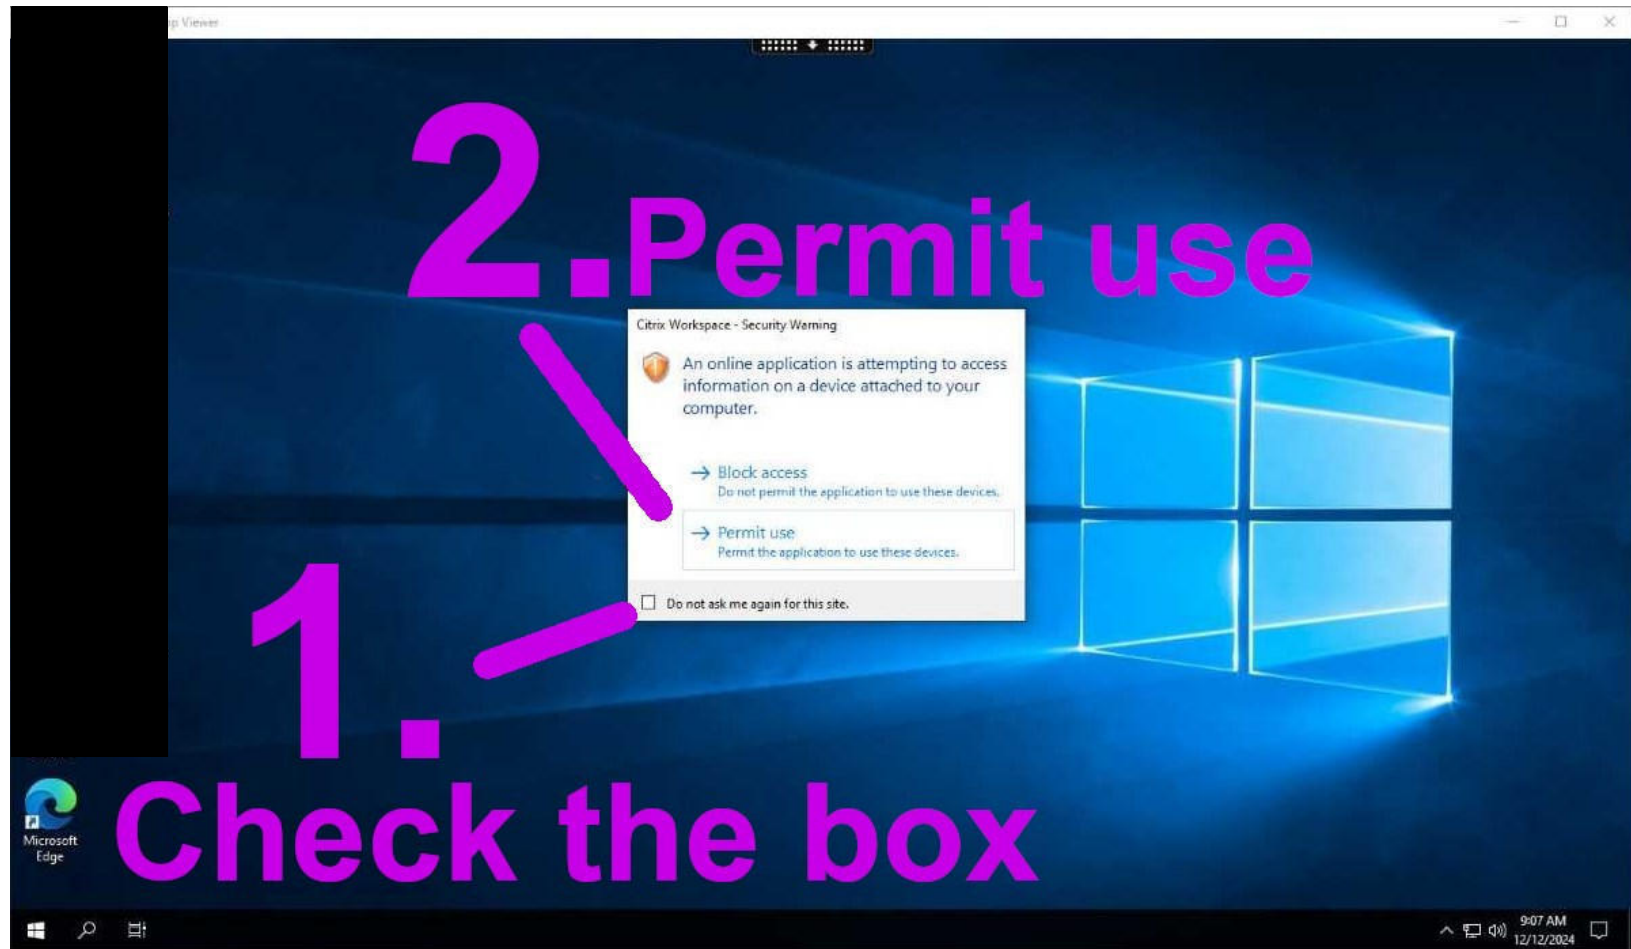 Viewer
2.Permit use
Citrix Workspace - Security Warning
An online application is attempting to access
information on a device attached to your
computer.
Block access
Do not permit the application to use these devices.
Permit use
Permit the application to use these devices.
Do not ask me again for this site.
1.
Check the box
Microsoft
Edge
9:07 AM
12/12/2024